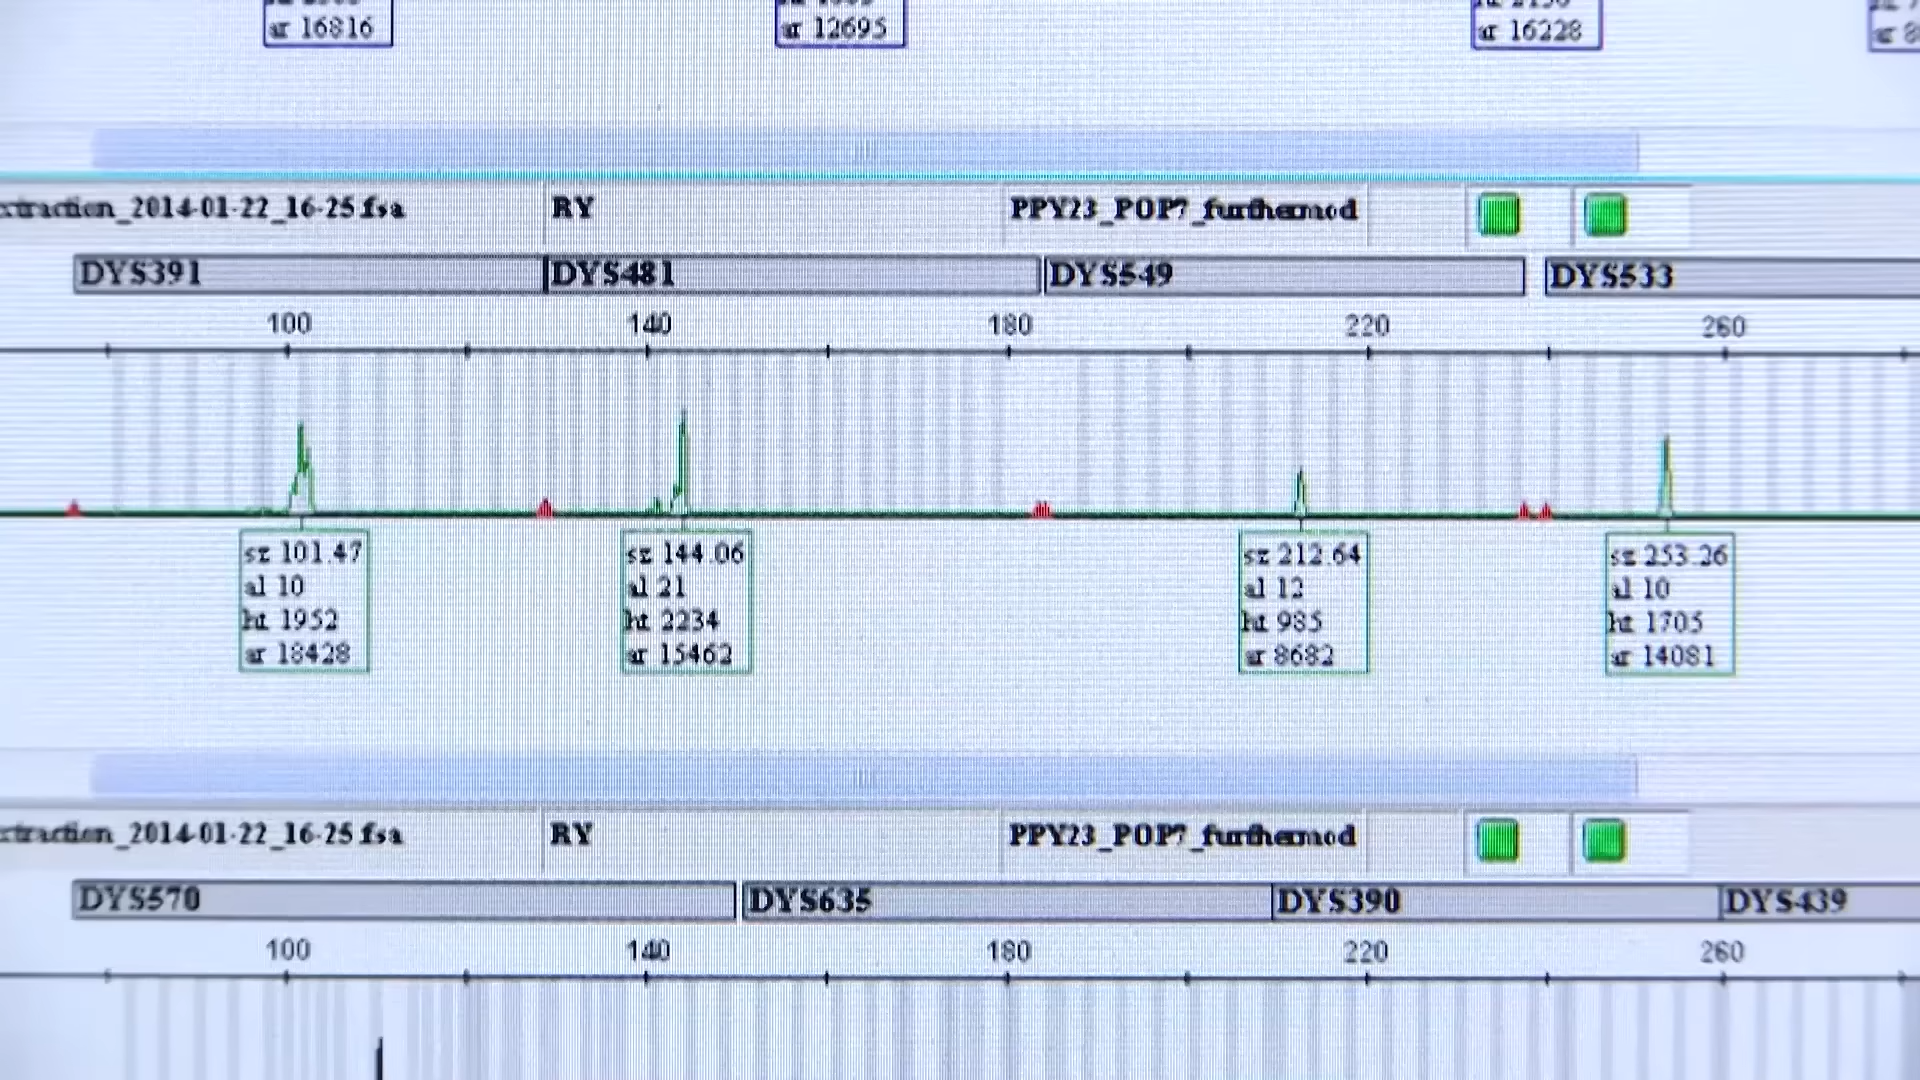 ar 16816
ar 12695
ar 16228
xtraction_2014-01-22_16-25.fsa
RY
PPY23_POP7_furthermod
DYS391
DYS481
DYS549
DYS533
100
140
180
220
260
sz 101.47
al 10
ht 1952
ar 18428
sz 144.06
al 21
ht 2234
ar 15462
sz 212.64
al 12
ht 985
ar 8682
sz 253.26
al 10
ht 1705
ar 14081
xtraction_2014-01-22_16-25.fsa
RY
PPY23_POP7_furthermod
DYS570
DYS635
DYS390
DYS439
100
140
180
220
260